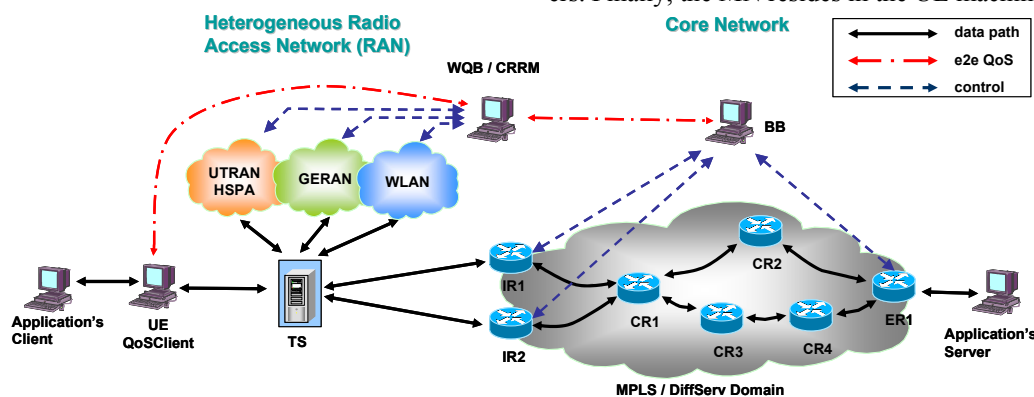 Heterogeneous Radio
Access Network (RAN)
Core Network
data path
e2e QoS
control
WQB / CRRM
BB
UTRAN
HSPA
GERAN
WLAN
CR2
IR1
CR1
ER1
Application's
Client
UE
QoSClient
TS
IR2
CR3
CR4
Application's
Server
MPLS / DiffServ Domain